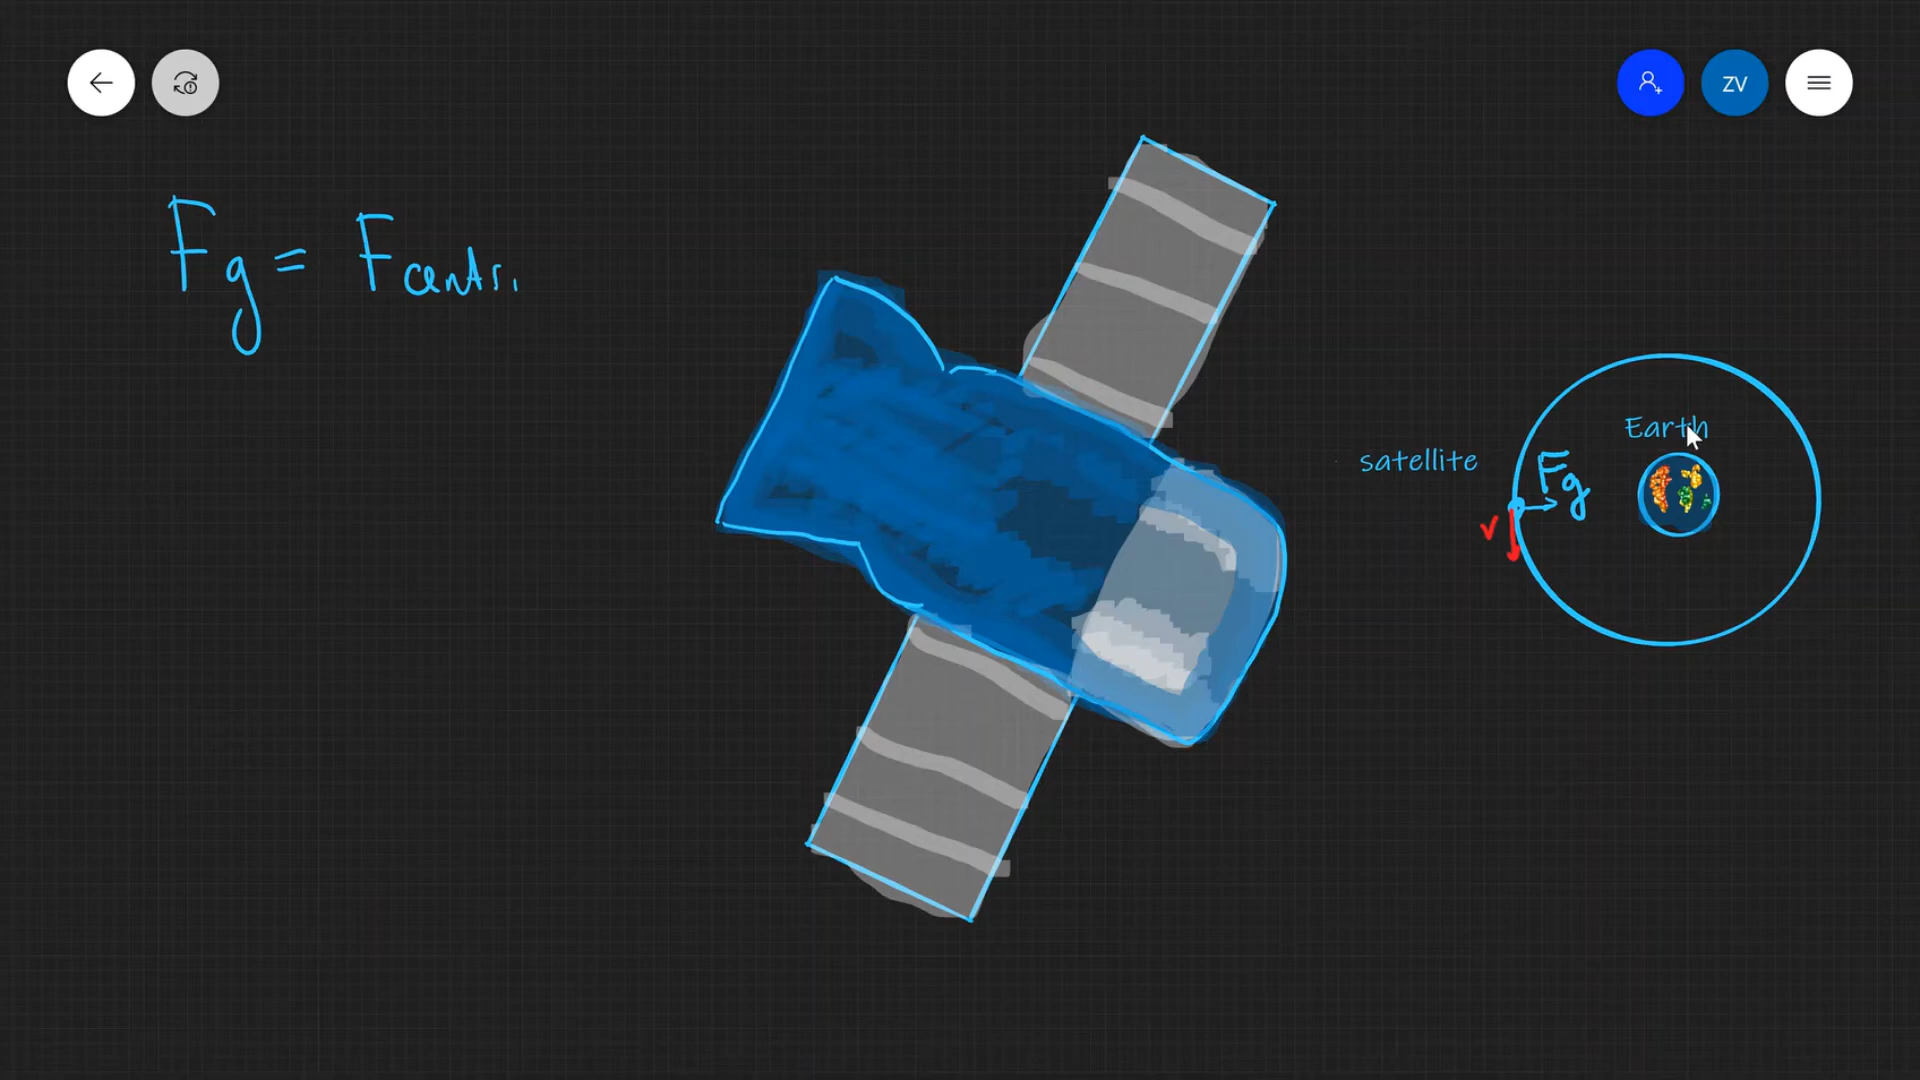 ZV
Fg = Fcentr.
Earth
satellite
Fg
v